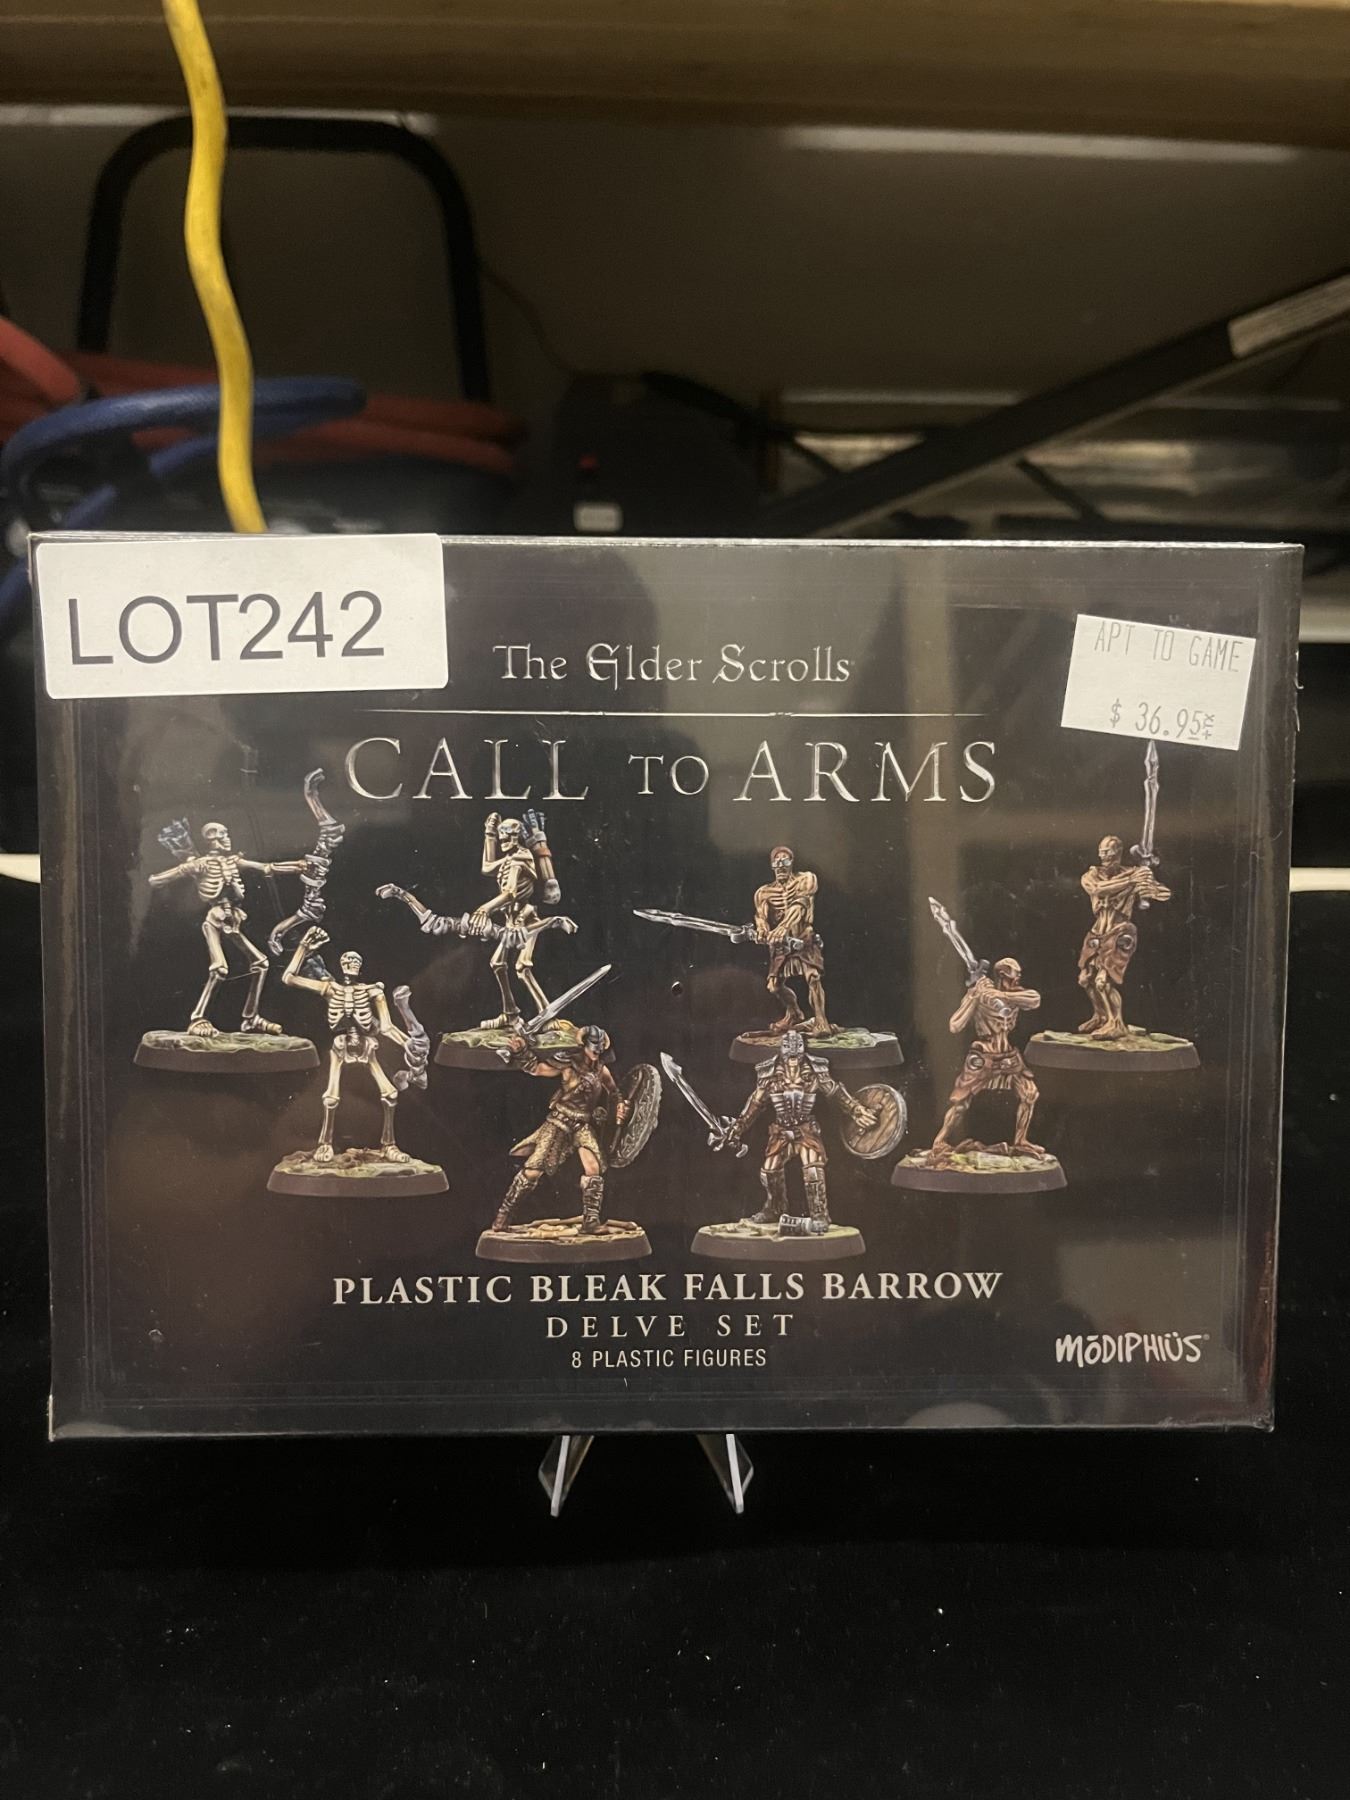 LOT242
APT TO GAME
$ 36.95
The Elder Scrolls
CALL TO ARMS
PLASTIC BLEAK FALLS BARROW
DELVE SET
8 PLASTIC FIGURES
MŌDIPHIÜS